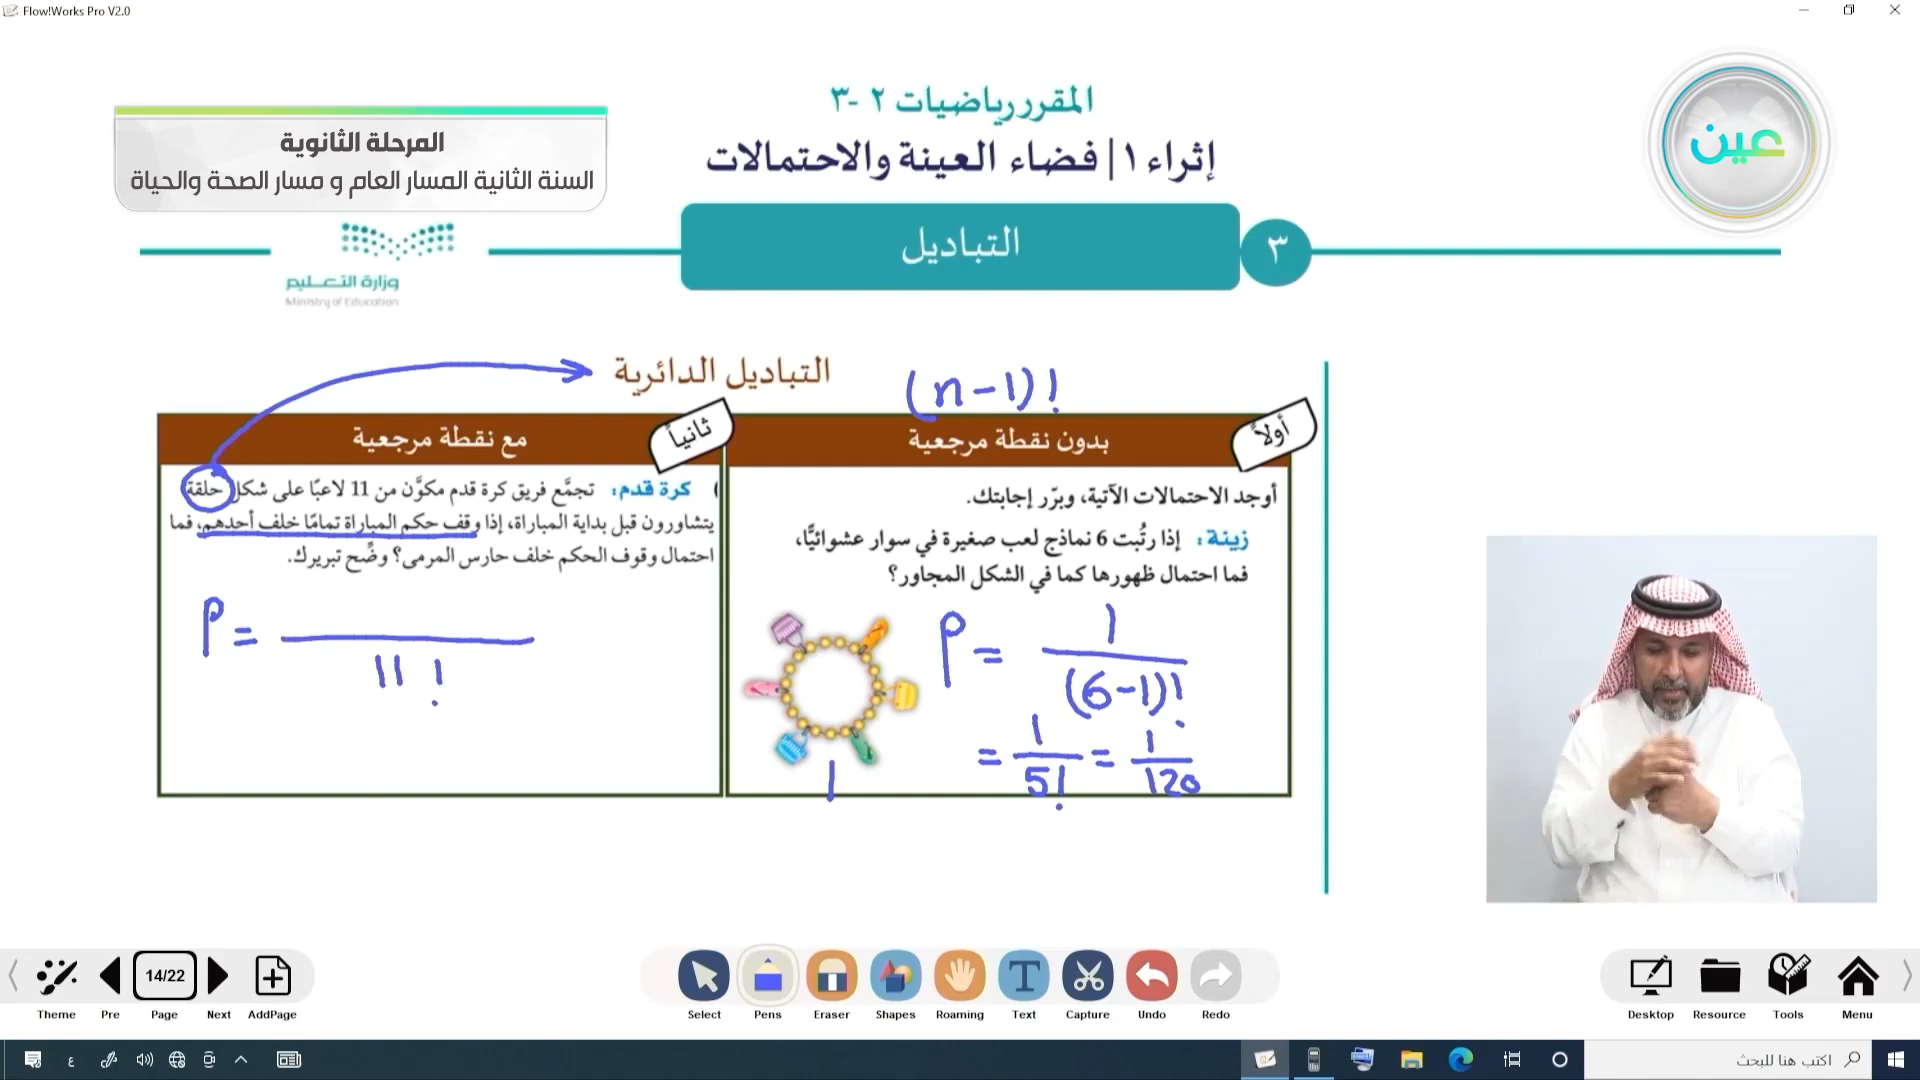 Flow!Works Pro V2.0
المقرر رياضيات ٢ -٣
إثراء ١ | فضاء العينة والاحتمالات
المرحلة الثانوية
السنة الثانية المسار العام و مسار الصحة والحياة
عين
٣
التباديل
وزارة التعليم
Ministry of Education
التباديل الدائرية
(n-1)!
أولاً
بدون نقطة مرجعية
أوجد الاحتمالات الآتية، وبرّر إجابتك.
زينة: إذا رُتبت 6 نماذج لعب صغيرة في سوار عشوائيًّا،
فما احتمال ظهورها كما في الشكل المجاور؟
P = 1/(6-1)!
= 1/5! = 1/120
1
ثانياً
مع نقطة مرجعية
) كرة قدم: تجمَّع فريق كرة قدم مكوَّن من 11 لاعبًا على شكل حلقة
يتشاورون قبل بداية المباراة، إذا وقف حكم المباراة تمامًا خلف أحدهم، فما
احتمال وقوف الحكم خلف حارس المرمى؟ وضِّح تبريرك.
P = ــــــ
11 !
14/22
Theme
Pre
Page
Next
AddPage
Select
Pens
Eraser
Shapes
Roaming
Text
Capture
Undo
Redo
Desktop
Resource
Tools
Menu
ع
اكتب هنا للبحث